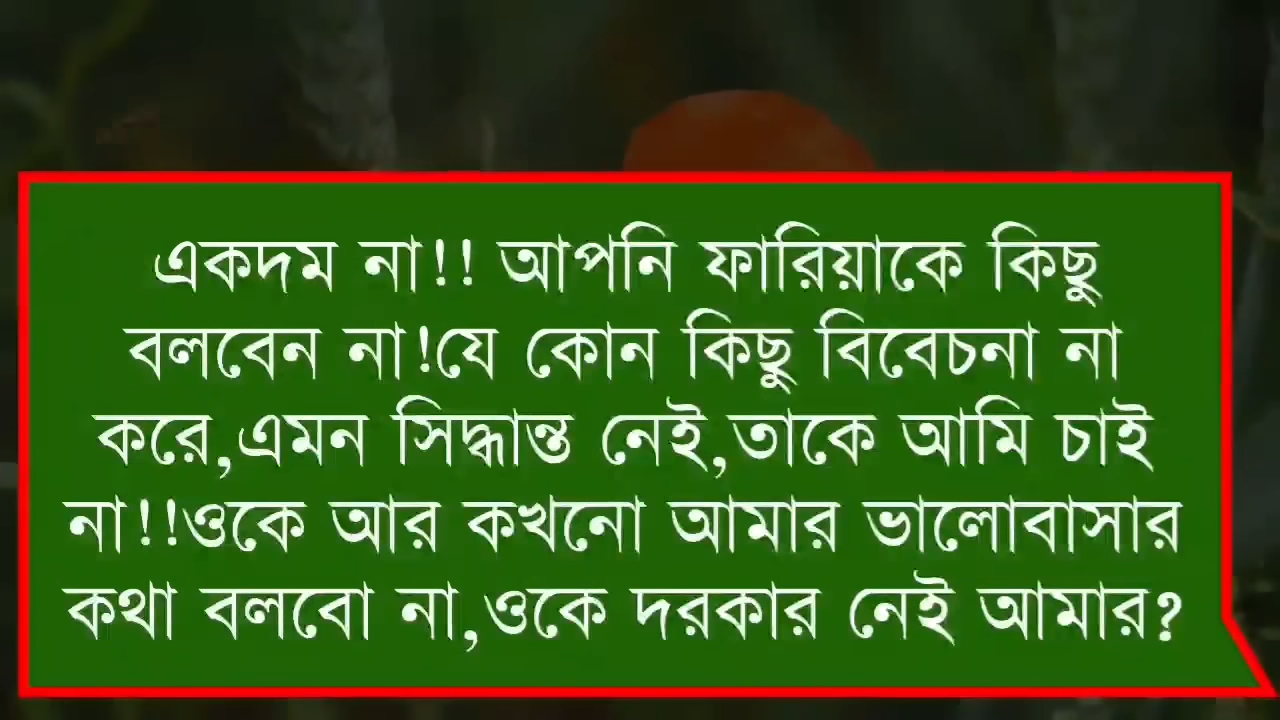 একদম না!! আপনি ফারিয়াকে কিছু
বলবেন না!যে কোন কিছু বিবেচনা না
করে,এমন সিদ্ধান্ত নেই,তাকে আমি চাই
না!!ওকে আর কখনো আমার ভালোবাসার
কথা বলবো না,ওকে দরকার নেই আমার?